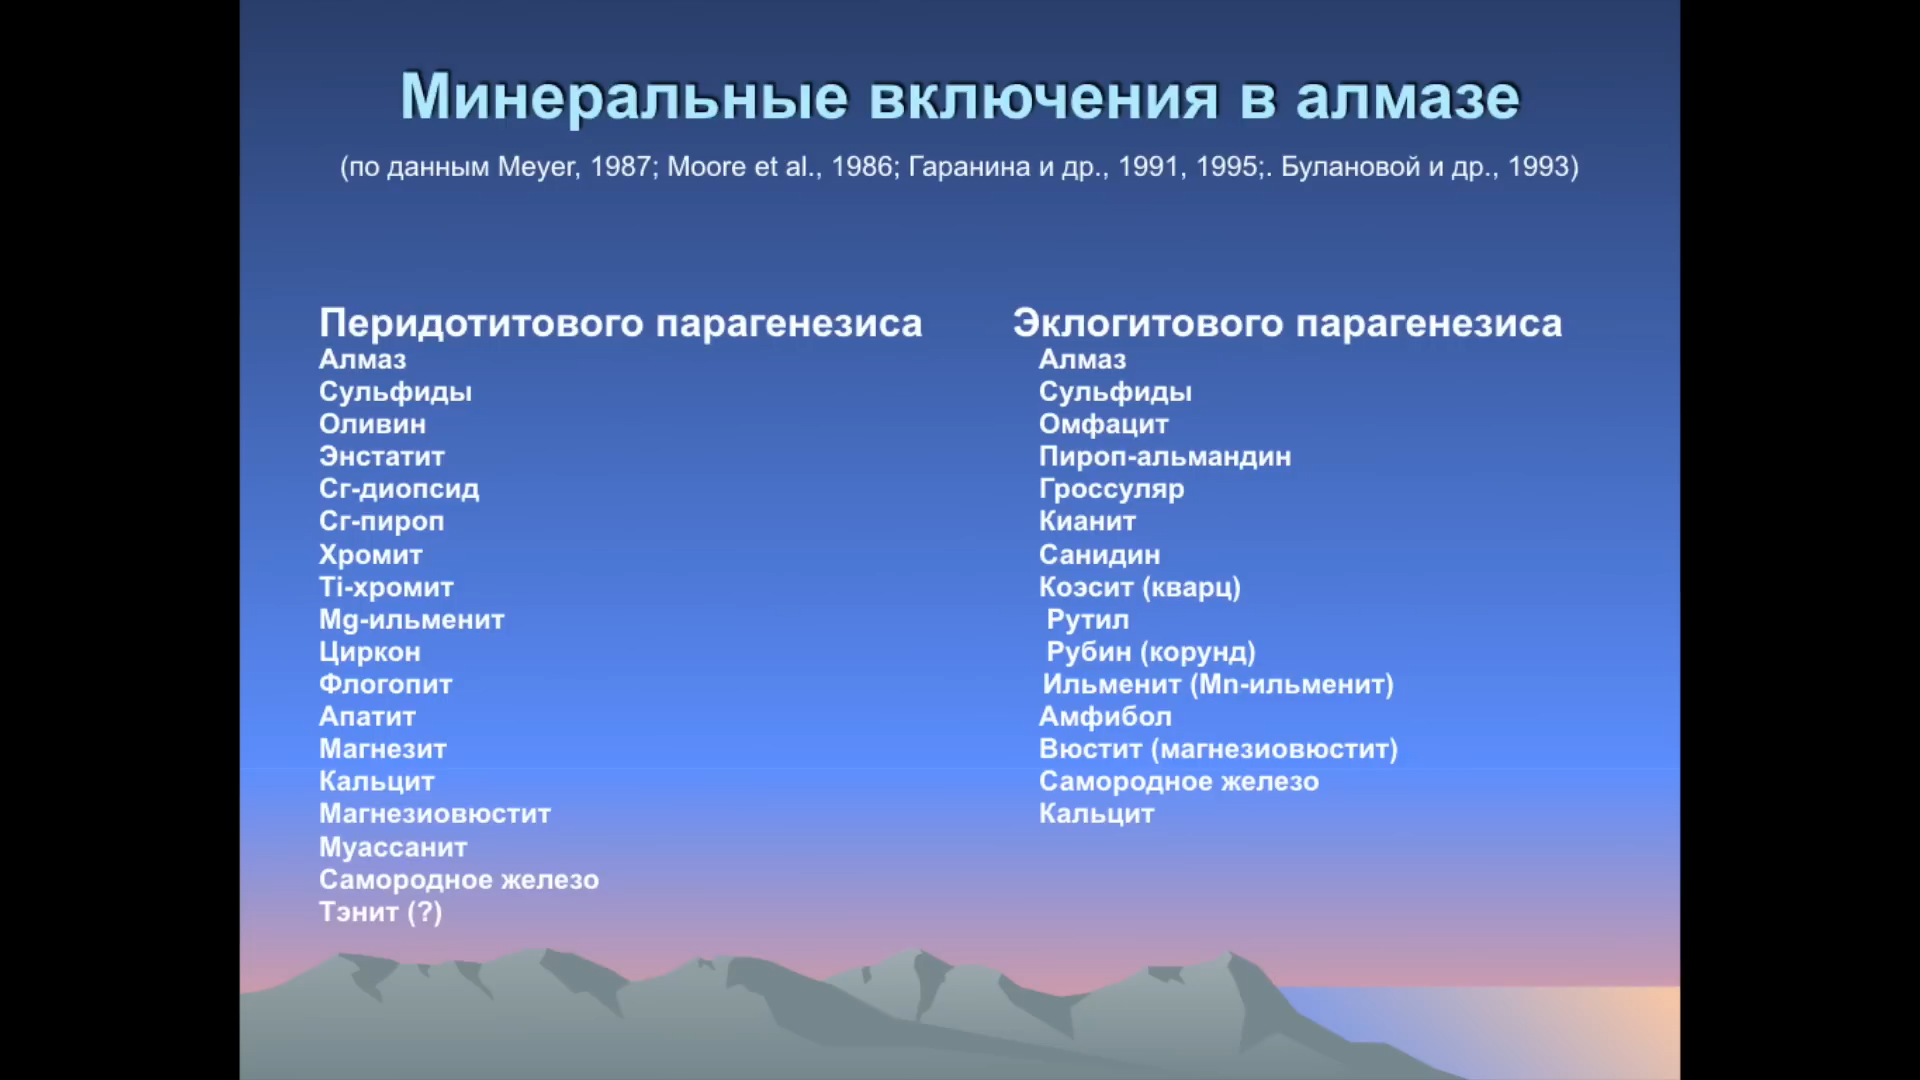 Минеральные включения в алмазе
(по данным Meyer, 1987; Moore et al., 1986; Гаранина и др., 1991, 1995;. Булановой и др., 1993)
Перидотитового парагенезиса
Алмаз
Сульфиды
Оливин
Энстатит
Cr-диопсид
Cr-пироп
Хромит
Ti-хромит
Mg-ильменит
Циркон
Флогопит
Апатит
Магнезит
Кальцит
Магнезиовюстит
Муассанит
Самородное железо
Тэнит (?)
Эклогитового парагенезиса
Алмаз
Сульфиды
Омфацит
Пироп-альмандин
Гроссуляр
Кианит
Санидин
Коэсит (кварц)
Рутил
Рубин (корунд)
Ильменит (Mn-ильменит)
Амфибол
Вюстит (магнезиовюстит)
Самородное железо
Кальцит